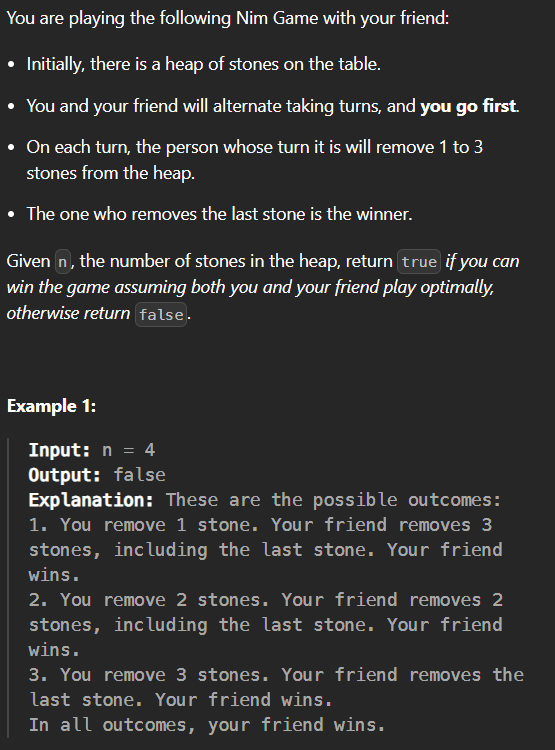 You are playing the following Nim Game with your friend:
• Initially, there is a heap of stones on the table.
• You and your friend will alternate taking turns, and you go first.
• On each turn, the person whose turn it is will remove 1 to 3
stones from the heap.
• The one who removes the last stone is the winner.
Given n, the number of stones in the heap, return true if you can
win the game assuming both you and your friend play optimally,
otherwise return false.
Example 1:
Input: n = 4
Output: false
Explanation: These are the possible outcomes:
1. You remove 1 stone. Your friend removes 3
stones, including the last stone. Your friend
wins.
2. You remove 2 stones. Your friend removes 2
stones, including the last stone. Your friend
wins.
3. You remove 3 stones. Your friend removes the
last stone. Your friend wins.
In all outcomes, your friend wins.